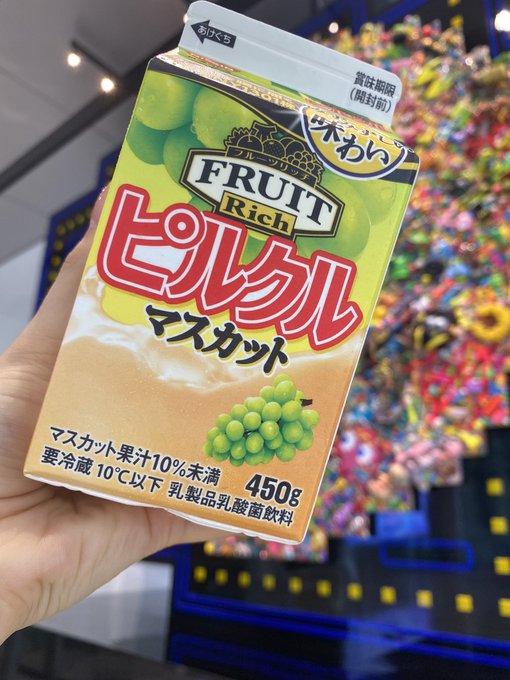 あけぐち
賞味期限
(開封前)
味わい
フルーツリッチ
FRUIT
Rich
ピルクル
マスカット
マスカット果汁10%未満
要冷蔵 10℃以下 乳製品乳酸菌飲料
450g